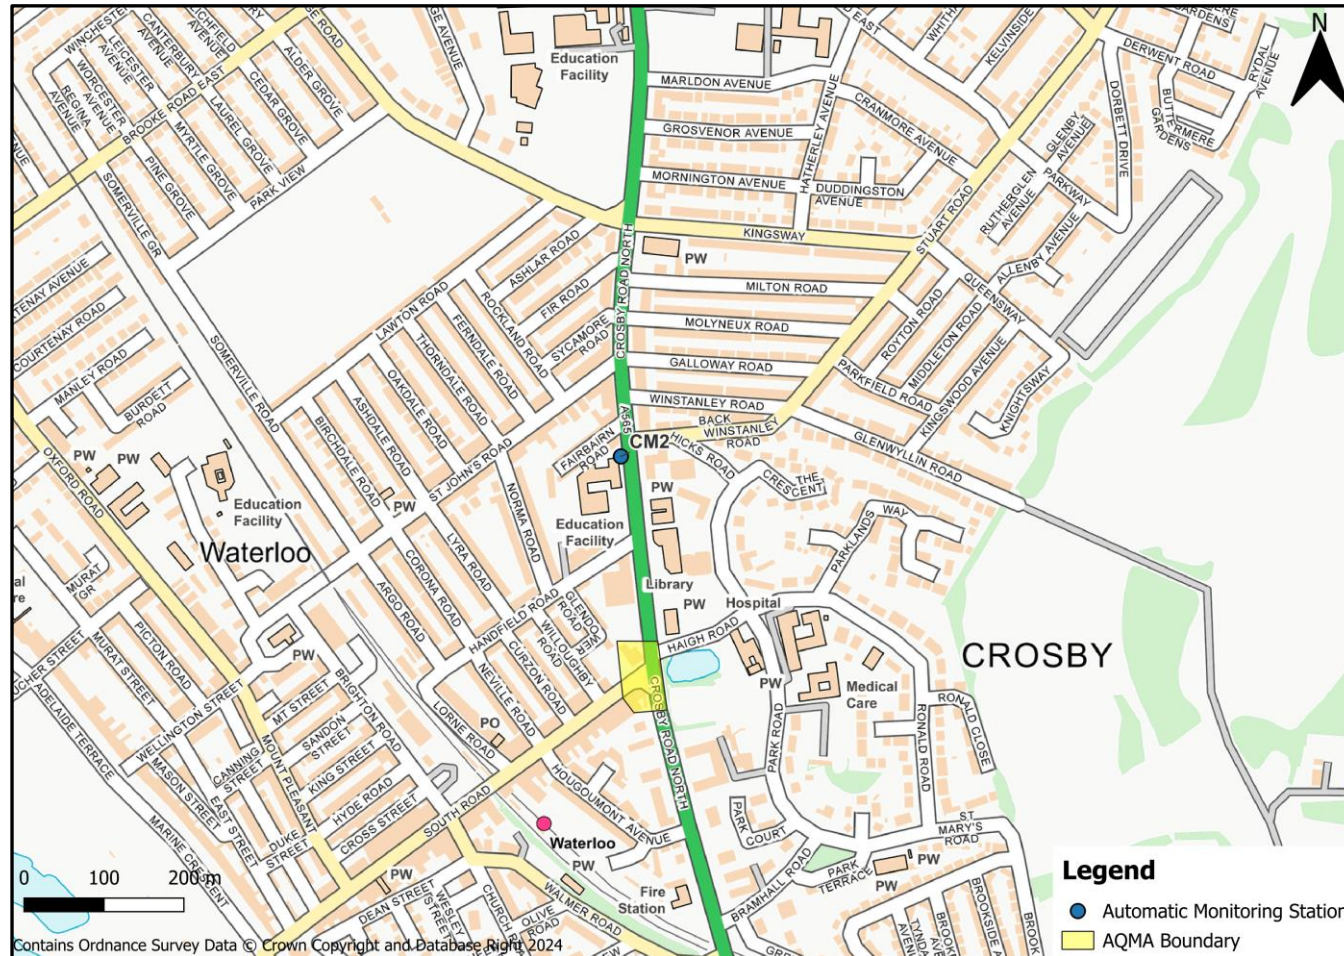 WINCHESTER AVENUE
LEICESTER AVENUE
CANTERBURY AVENUE
LICHFIELD AVENUE
WORCESTER AVENUE
REGINA AVENUE
BROOKE ROAD EAST
CEDAR GROVE
ALDER GROVE
LAUREL GROVE
MYRTLE GROVE
PINE GROVE
PARK VIEW
SOMERVILLE GR
Education
Facility
MARLDON AVENUE
GROSVENOR AVENUE
MORNINGTON AVENUE
HATHERLEY AVENUE
CRANMORE AVENUE
DUDDINGSTON
AVENUE
KELVINSIDE
DERWENT ROAD
RYDAL
AVENUE
DORBETT DRIVE
GLENBY
AVENUE
RUTHERGLEN
AVENUE
PARKWAY
ALLENBY AVENUE
QUEENSWAY
STUART ROAD
N
KINGSWAY
PW
MILTON ROAD
MOLYNEUX ROAD
GALLOWAY ROAD
WINSTANLEY ROAD
BACK
WINSTANLEY
ROAD
CROSBY ROAD NORTH
A565
ROYTON ROAD
MIDDLETON ROAD
PARKFIELD ROAD
KINGSWOOD AVENUE
KNIGHTSWAY
GLENWYLLIN ROAD
COURTENAY ROAD
MANLEY ROAD
BURDETT
ROAD
SOMERVILLE ROAD
LAWTON ROAD
ASHLAR ROAD
FIR ROAD
SYCAMORE
ROAD
ROCKLAND ROAD
FERNDALE ROAD
THORNDALE ROAD
OAKDALE ROAD
ASHDALE ROAD
BIRCHDALE ROAD
ST JOHN'S ROAD
NORMA ROAD
FAIRBAIRN
ROAD
CM2
HICKS ROAD
THE
CRESCENT
PARKLANDS WAY
OXFORD ROAD
PW
PW
Education
Facility
Waterloo
PW
Education
Facility
PW
Library
PW
Hospital
HAIGH ROAD
PW
Medical
Care
CROSBY
MURAT
GR
MURAT STREET
PICTON ROAD
PW
ARGO ROAD
CORONA ROAD
LYRA ROAD
HANDFIELD ROAD
GLENDO
WER
ROAD
WILLOUGHBY
ROAD
CURZON ROAD
NEVILLE ROAD
LORNE ROAD
PO
ADELAIDE TERRACE
WELLINGTON STREET
MT STREET
SANDON
STREET
KING STREET
HYDE ROAD
CROSS STREET
BRIGHTON ROAD
MOUNT PLEASANT
CANNING
STREET
MASON STREET
EAST STREET
DUKE
STREET
MARINE CRESCENT
SOUTH ROAD
HOUGOUMONT AVENUE
CROSBY ROAD NORTH
PARK ROAD
RONALD ROAD
RONALD CLOSE
PARK
COURT
ST
MARY'S
ROAD
PARK
TERRACE
PW
BRAMHALL ROAD
Waterloo
PW
Fire
Station
WALMER ROAD
PW
DEAN STREET
WESLEY
STREET
CHURCH ROAD
OLIVE
ROAD
BROOKSIDE A
0 100 200 m
Contains Ordnance Survey Data © Crown Copyright and Database Right 2024
Legend
Automatic Monitoring Station
AQMA Boundary